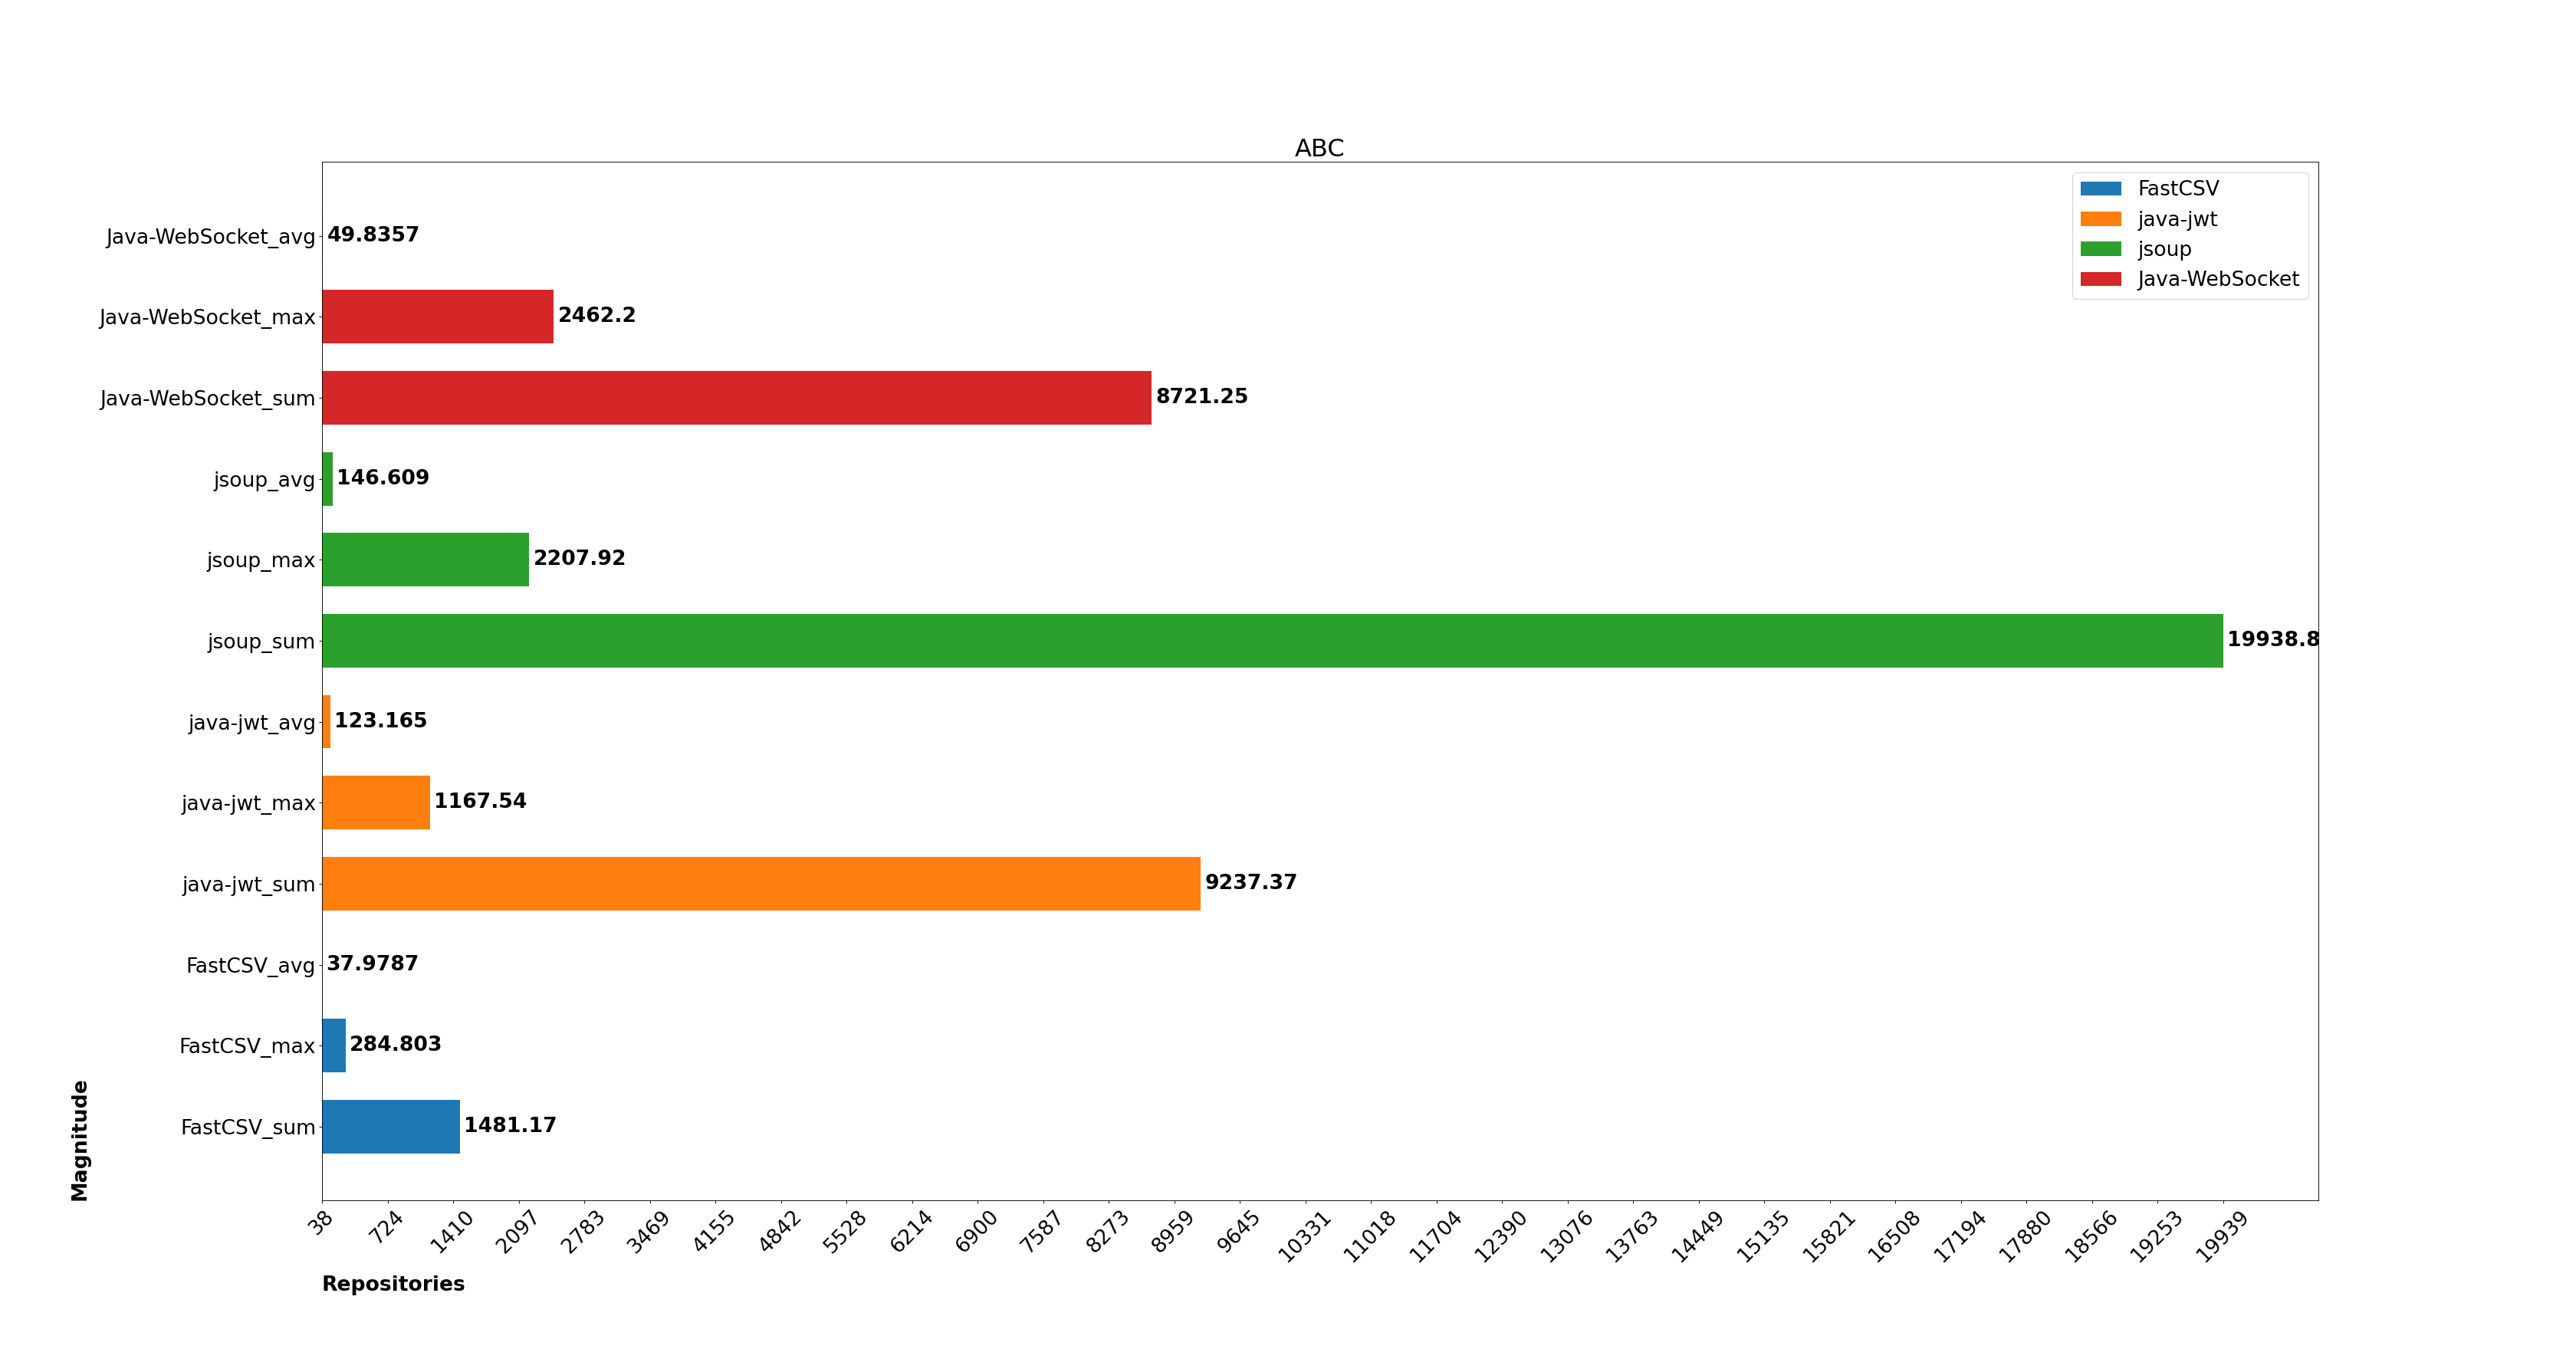 ABC
FastCSV
java-jwt
jsoup
Java-WebSocket
Java-WebSocket_avg 49.8357
Java-WebSocket_max 2462.2
Java-WebSocket_sum 8721.25
jsoup_avg 146.609
jsoup_max 2207.92
jsoup_sum 19938.8
java-jwt_avg 123.165
java-jwt_max 1167.54
java-jwt_sum 9237.37
FastCSV_avg 37.9787
FastCSV_max 284.803
FastCSV_sum 1481.17
Magnitude
38 724 1410 2097 2783 3469 4155 4842 5528 6214 6900 7587 8273 8959 9645 10331 11018 11704 12390 13076 13763 14449 15135 15821 16508 17194 17880 18566 19253 19939
Repositories